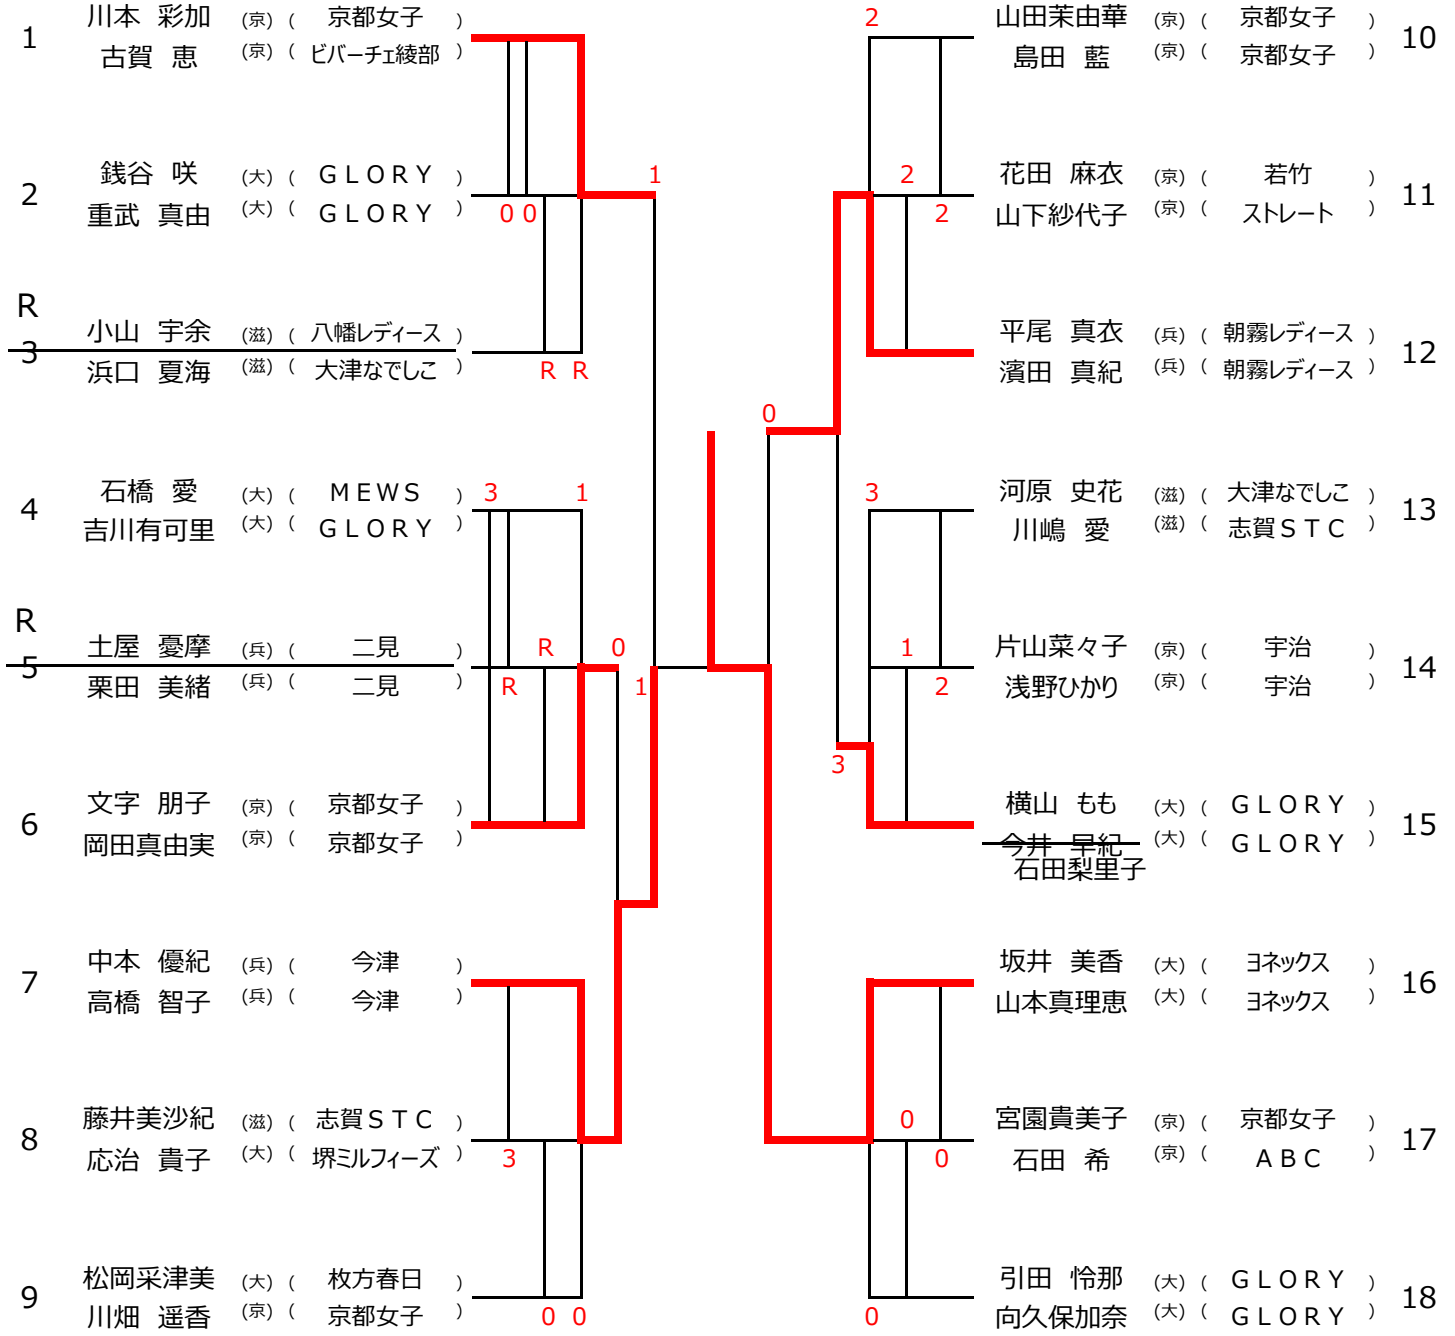 1 川本 彩加 (京) ( 京都女子 )
古賀 恵 (京) ( ビバーチェ綾部 )
2 銭谷 咲 (大) ( ＧＬＯＲＹ ) 1
重武 真由 (大) ( ＧＬＯＲＹ ) 0 0
R
3 小山 宇余 (滋) ( 八幡レディース )
浜口 夏海 (滋) ( 大津なでしこ ) R R
4 石橋 愛 (大) ( ＭＥＷＳ ) 3 1
吉川有可里 (大) ( ＧＬＯＲＹ )
R
5 土屋 憂摩 (兵) ( 二見 ) R 0
栗田 美緒 (兵) ( 二見 ) R 1
6 文字 朋子 (京) ( 京都女子 )
岡田真由実 (京) ( 京都女子 )
7 中本 優紀 (兵) ( 今津 )
高橋 智子 (兵) ( 今津 )
8 藤井美沙紀 (滋) ( 志賀ＳＴＣ )
応治 貴子 (大) ( 堺ミルフィーズ ) 3
9 松岡采津美 (大) ( 枚方春日 )
川畑 遥香 (京) ( 京都女子 ) 0 0
2 山田茉由華 (京) ( 京都女子 ) 10
島田 藍 (京) ( 京都女子 )
2 花田 麻衣 (京) ( 若竹 ) 11
2 山下紗代子 (京) ( ストレート )
平尾 真衣 (兵) ( 朝霧レディース ) 12
濱田 真紀 (兵) ( 朝霧レディース )
0
3 河原 史花 (滋) ( 大津なでしこ ) 13
川嶋 愛 (滋) ( 志賀ＳＴＣ )
1 片山菜々子 (京) ( 宇治 ) 14
2 浅野ひかり (京) ( 宇治 )
3
横山 もも (大) ( ＧＬＯＲＹ ) 15
今井 早紀 (大) ( ＧＬＯＲＹ )
石田梨里子
坂井 美香 (大) ( ヨネックス ) 16
山本真理恵 (大) ( ヨネックス )
0 宮園貴美子 (京) ( 京都女子 ) 17
0 石田 希 (京) ( ＡＢＣ )
引田 怜那 (大) ( ＧＬＯＲＹ ) 18
0 向久保加奈 (大) ( ＧＬＯＲＹ )